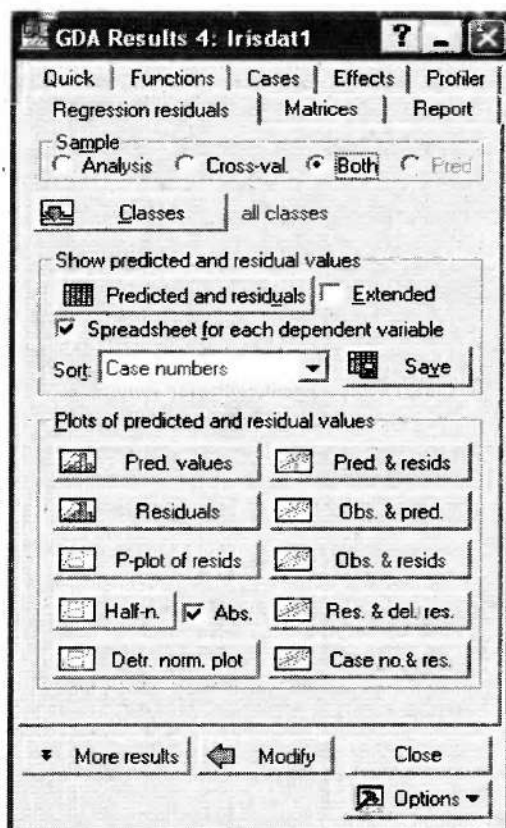 GDA Results 4: Irisdat1
Quick Functions Cases Effects Profiler
Regression residuals Matrices Report
Sample
Analysis Cross-val. Both Pred
Classes all classes
Show predicted and residual values
Predicted and residuals Extended
Spreadsheet for each dependent variable
Sort: Case numbers Save
Plots of predicted and residual values
Pred. values Pred. & resids
Residuals Obs. & pred.
P-plot of resids Obs. & resids
Half-n. Abs. Res. & del. res.
Detr. norm. plot Case no.& res.
More results Modify Close
Options